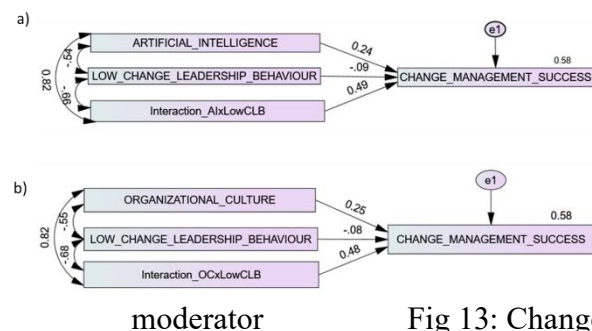 a)
e1
0.58
ARTIFICIAL_INTELLIGENCE
0.24
-.54
0.82
LOW_CHANGE_LEADERSHIP_BEHAVIOUR
-.09
CHANGE_MANAGEMENT_SUCCESS
-.66
Interaction_AIxLowCLB
0.49
b)
e1
0.58
ORGANIZATIONAL_CULTURE
0.25
-.55
0.82
LOW_CHANGE_LEADERSHIP_BEHAVIOUR
-.08
CHANGE_MANAGEMENT_SUCCESS
-.68
Interaction_OCxLowCLB
0.48
moderator Fig 13: Change